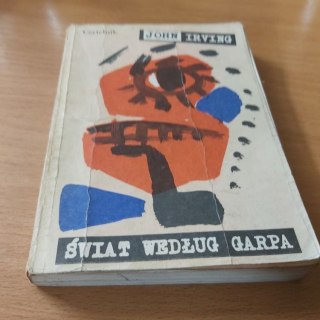 Czytelnik
JOHN IRVING
ŚWIAT WEDŁUG GARPA